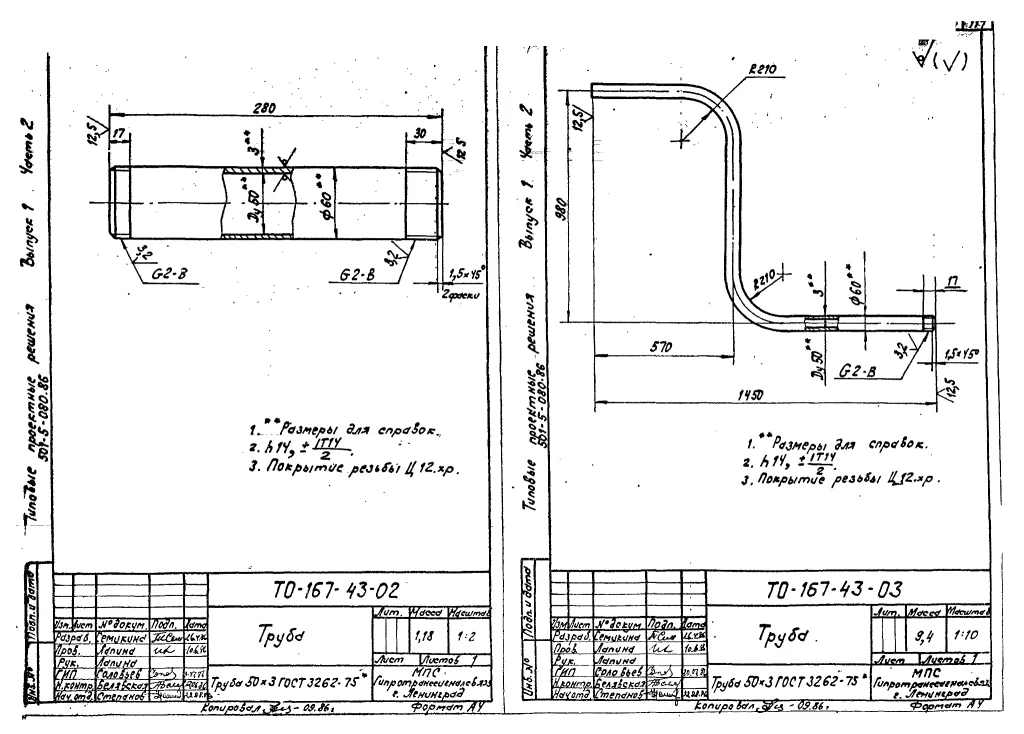 Типовые проектные решения Выпуск 1 Часть 2
501-5-080.86
280
12,5
17
3**
30
12,5
Dy 50**
ф60**
3,2
G2-B
3,2
G2-B
1,5×45°
2 фаски
1. ** Размеры для справок.
2. h14, ± IT14/2.
3. Покрытие резьбы Ц12.хр.
Подп. и дата
Инв. №
ТО-167-43-02
Изм. Лист № докум. Подп. Дата
Разраб. Семикина
Пров. Лапина
Рук. Лапина
ГИП Соловьев
Н.контр. Белявская
Нач.отд. Степанов
Труба
Лит. Масса Масштаб
1,18 1:2
Лист Листов 1
Труба 50×3 ГОСТ 3262-75*
МПС
Гипротранссигналсвязь
г. Ленинград
Копировал - 09.86. Формат А4
Типовые проектные решения Выпуск 1 Часть 2
501-5-080.86
(√)
R210
12,5
980
R210
3**
ф60**
17
570
Dy 50**
G2-B
3,2
1,5×45°
1450
12,5
1. ** Размеры для справок.
2. h14, ± IT14/2.
3. Покрытие резьбы Ц12.хр.
Подп. и дата
Инв. №
ТО-167-43-03
Изм Лист № докум. Подп. Дата
Разраб. Семикина
Пров. Лапина
Рук. Лапина
ГИП Соловьев
Н.контр. Белявская
Нач.отд. Степанов
Труба
Лит. Масса Масштаб
9,4 1:10
Лист Листов 1
Труба 50×3 ГОСТ 3262-75*
МПС
Гипротранссигналсвязь
г. Ленинград
Копировал - 09.86. Формат А4